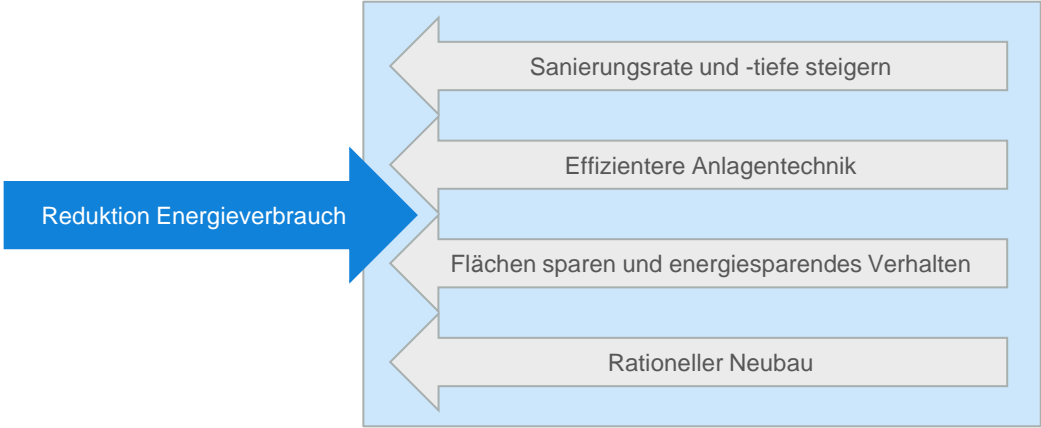 Sanierungsrate und -tiefe steigern
Effizientere Anlagentechnik
Reduktion Energieverbrauch
Flächen sparen und energiesparendes Verhalten
Rationeller Neubau